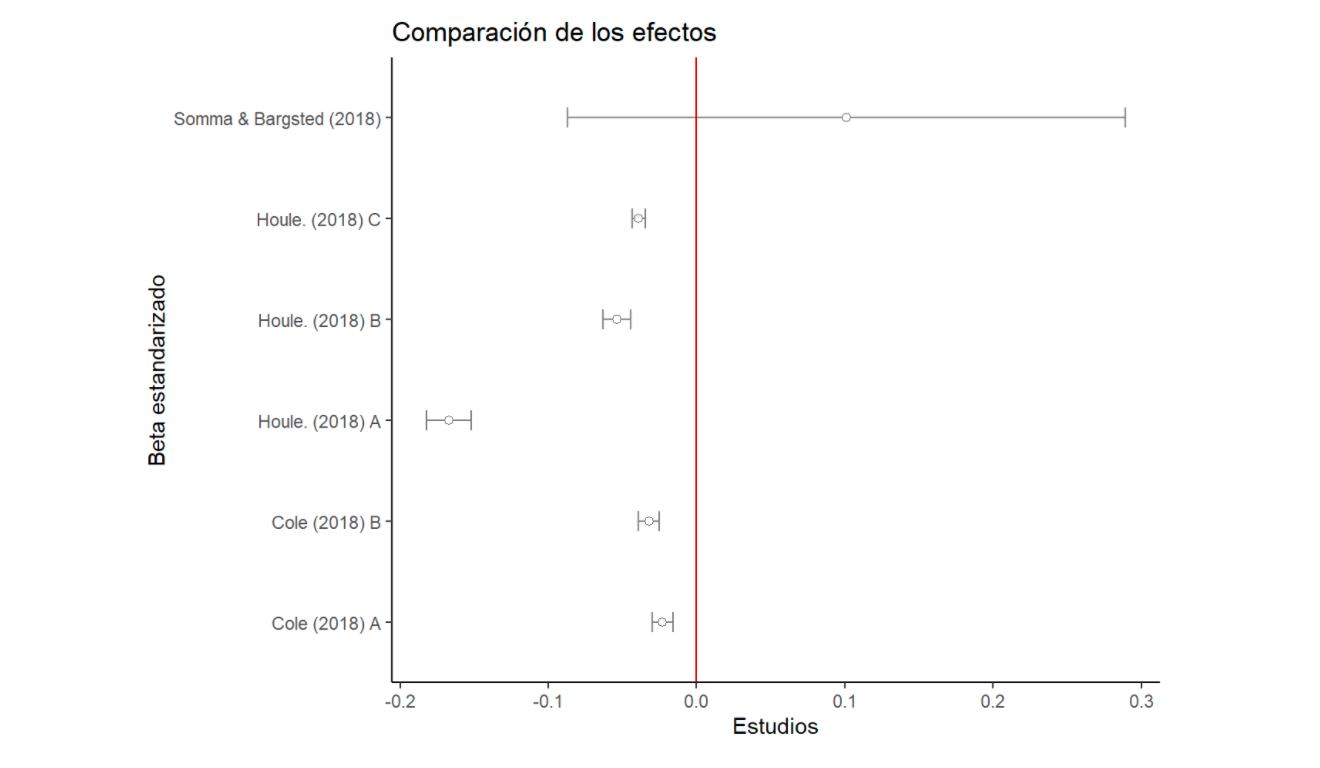 Comparación de los efectos
Somma & Bargsted (2018)
Houle. (2018) C
Houle. (2018) B
Houle. (2018) A
Cole (2018) B
Cole (2018) A
Beta estandarizado
-0.2 -0.1 0.0 0.1 0.2 0.3
Estudios